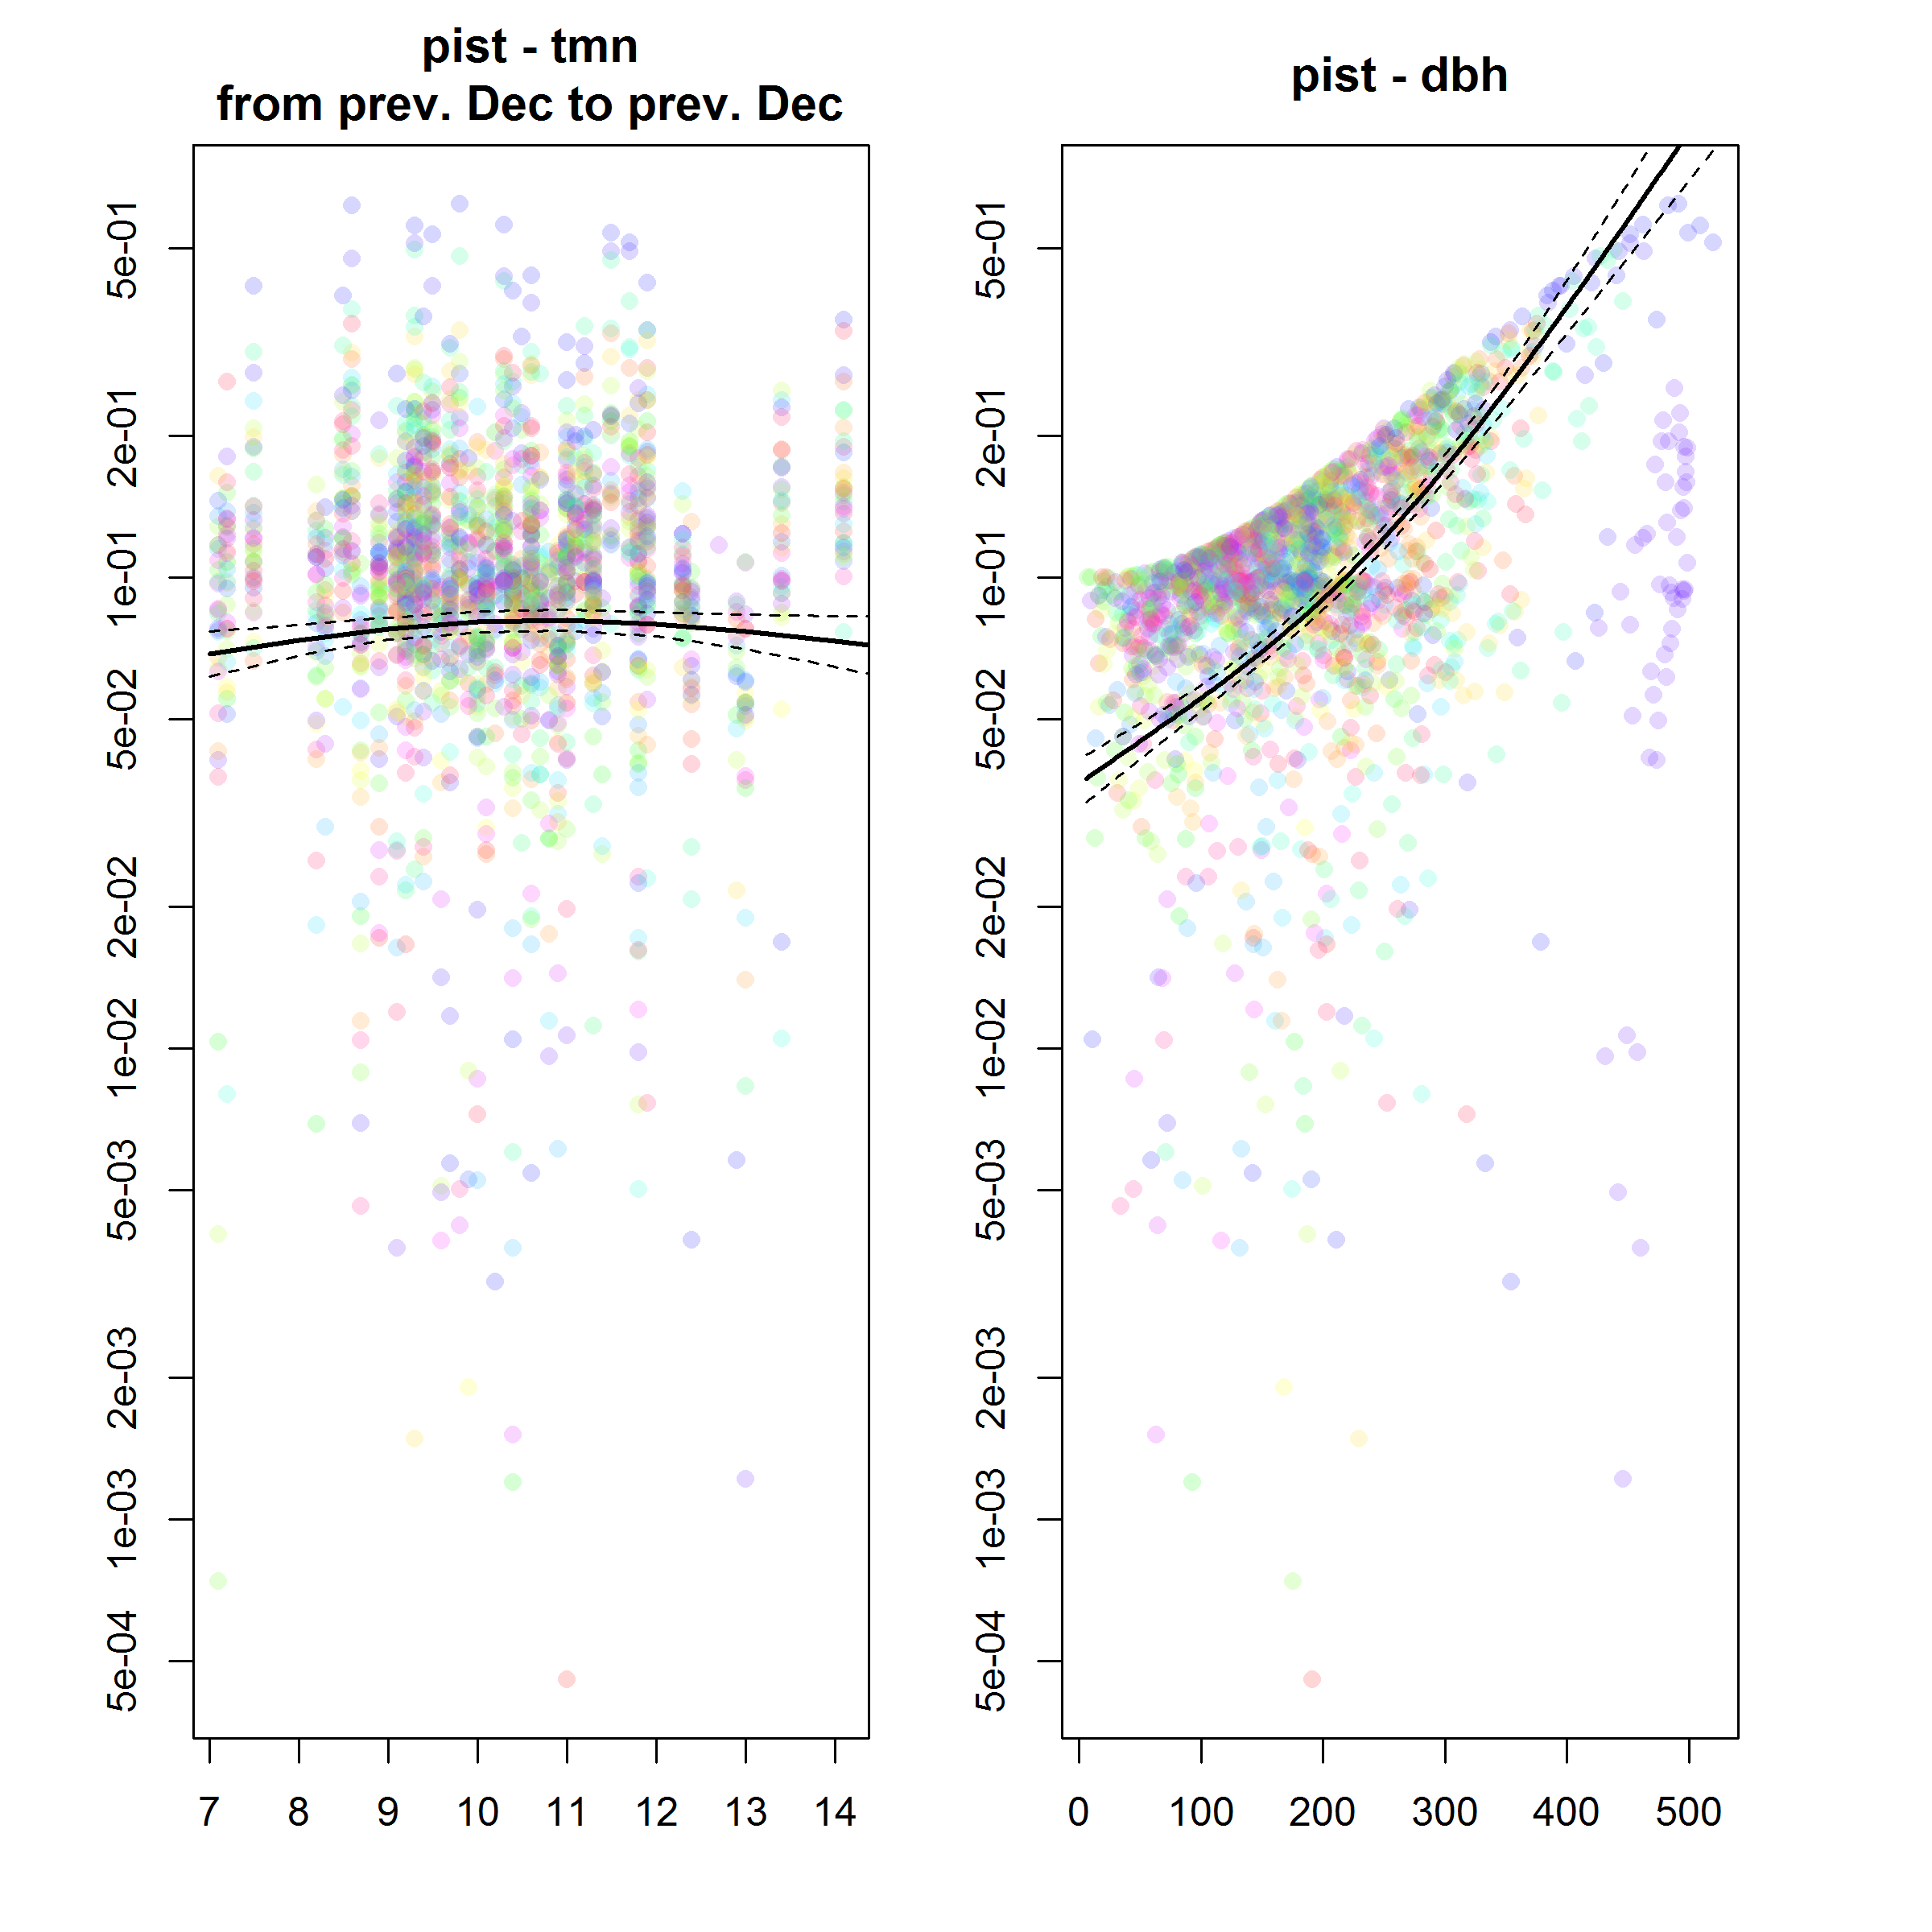 pist - tmn
from prev. Dec to prev. Dec
5e-01
2e-01
1e-01
5e-02
2e-02
1e-02
5e-03
2e-03
1e-03
5e-04
7 8 9 10 11 12 13 14
pist - dbh
5e-01
2e-01
1e-01
5e-02
2e-02
1e-02
5e-03
2e-03
1e-03
5e-04
0 100 200 300 400 500